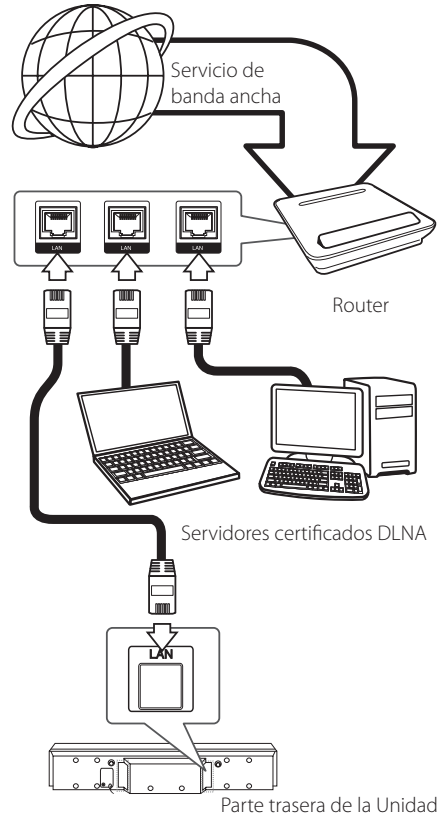 Servicio de
banda ancha
LAN
LAN
LAN
Router
Servidores certificados DLNA
LAN
Parte trasera de la Unidad